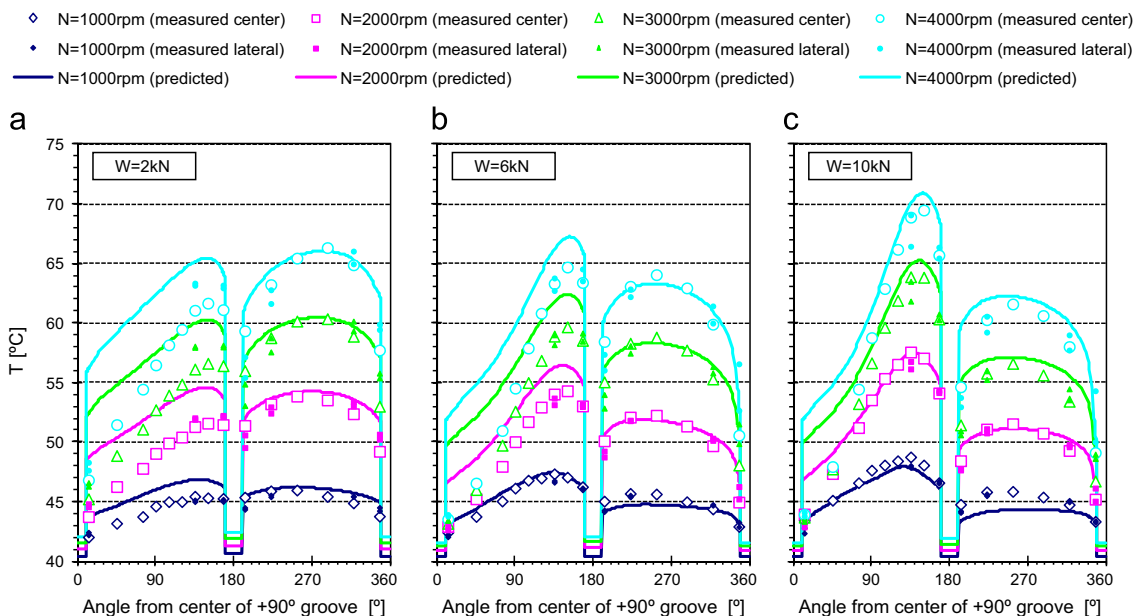 N=1000rpm (measured center) N=2000rpm (measured center) N=3000rpm (measured center) N=4000rpm (measured center)
N=1000rpm (measured lateral) N=2000rpm (measured lateral) N=3000rpm (measured lateral) N=4000rpm (measured lateral)
N=1000rpm (predicted) N=2000rpm (predicted) N=3000rpm (predicted) N=4000rpm (predicted)
a b c
75
W=2kN W=6kN W=10kN
70
65
60
55
50
45
40
T [ºC]
0 90 180 270 360 0 90 180 270 360 0 90 180 270 360
Angle from center of +90º groove [º] Angle from center of +90º groove [º] Angle from center of +90º groove [º]